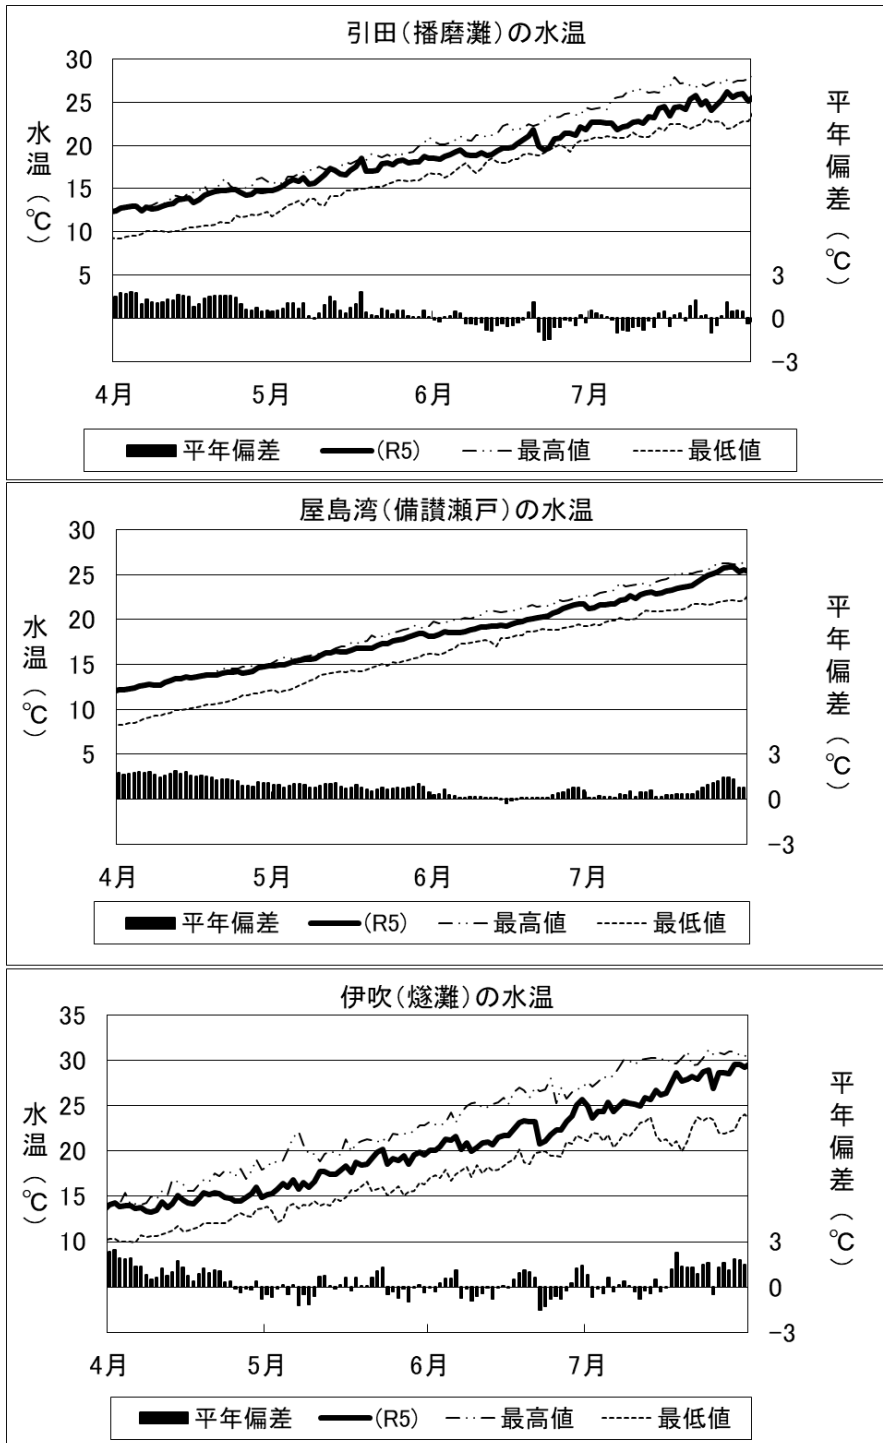 引田（播磨灘）の水温
30
25
20
15
10
5
水温（℃）
3
0
−3
平年偏差（℃）
4月 5月 6月 7月
平年偏差 (R5) 最高値 最低値
屋島湾（備讃瀬戸）の水温
30
25
20
15
10
5
水温（℃）
3
0
−3
平年偏差（℃）
4月 5月 6月 7月
平年偏差 (R5) 最高値 最低値
伊吹（燧灘）の水温
35
30
25
20
15
10
水温（℃）
3
0
−3
平年偏差（℃）
4月 5月 6月 7月
平年偏差 (R5) 最高値 最低値